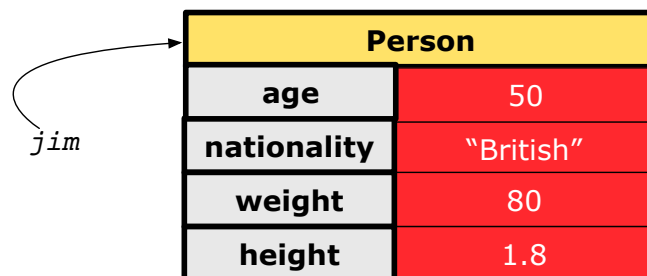 Person
age 50
jim
nationality “British”
weight 80
height 1.8